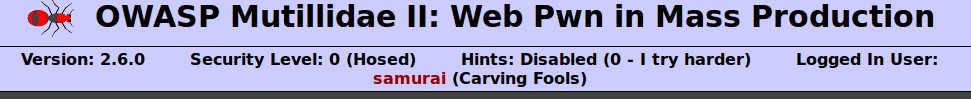 OWASP Mutillidae II: Web Pwn in Mass Production
Version: 2.6.0 Security Level: 0 (Hosed) Hints: Disabled (0 - I try harder) Logged In User:
samurai (Carving Fools)